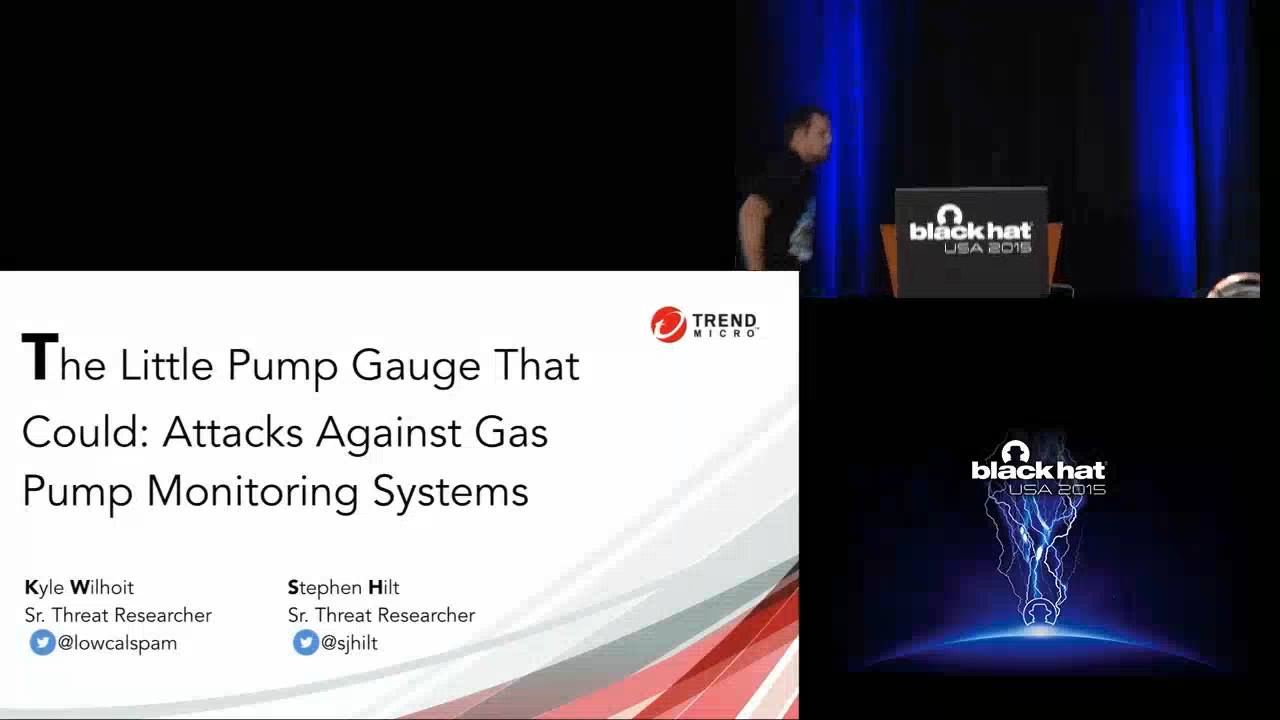 black hat
USA 2015
TREND
MICRO
The Little Pump Gauge That
Could: Attacks Against Gas
Pump Monitoring Systems
Kyle Wilhoit
Sr. Threat Researcher
@lowcalspam
Stephen Hilt
Sr. Threat Researcher
@sjhilt
black hat
USA 2015